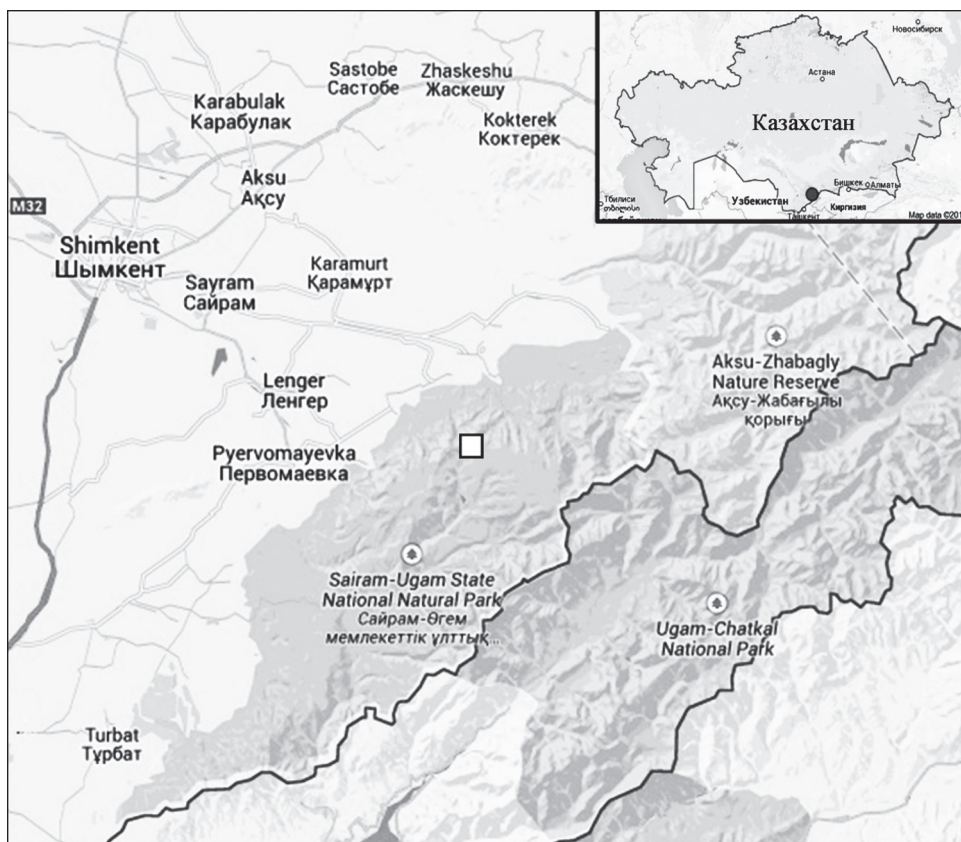 Sastobe
Састобе
Zhaskeshu
Жаскешу
Karabulak
Карабулак
Kokterek
Коктерек
Aksu
Ақсу
M32
Shimkent
Шымкент
Sayram
Сайрам
Karamurt
Қарамұрт
Lenger
Ленгер
Pyervomayevka
Первомаевка
Aksu-Zhabagly
Nature Reserve
Ақсу-Жабағылы
қорығы
Sairam-Ugam State
National Natural Park
Сайрам-Өгем
мемлекеттік ұлттық...
Ugam-Chatkal
National Park
Turbat
Тұрбат
Новосибирск
Астана
Казахстан
Бишкек
Алматы
Узбекистан
Киргизия
Ташкент
Тбилиси
თბილისი
Map data ©201